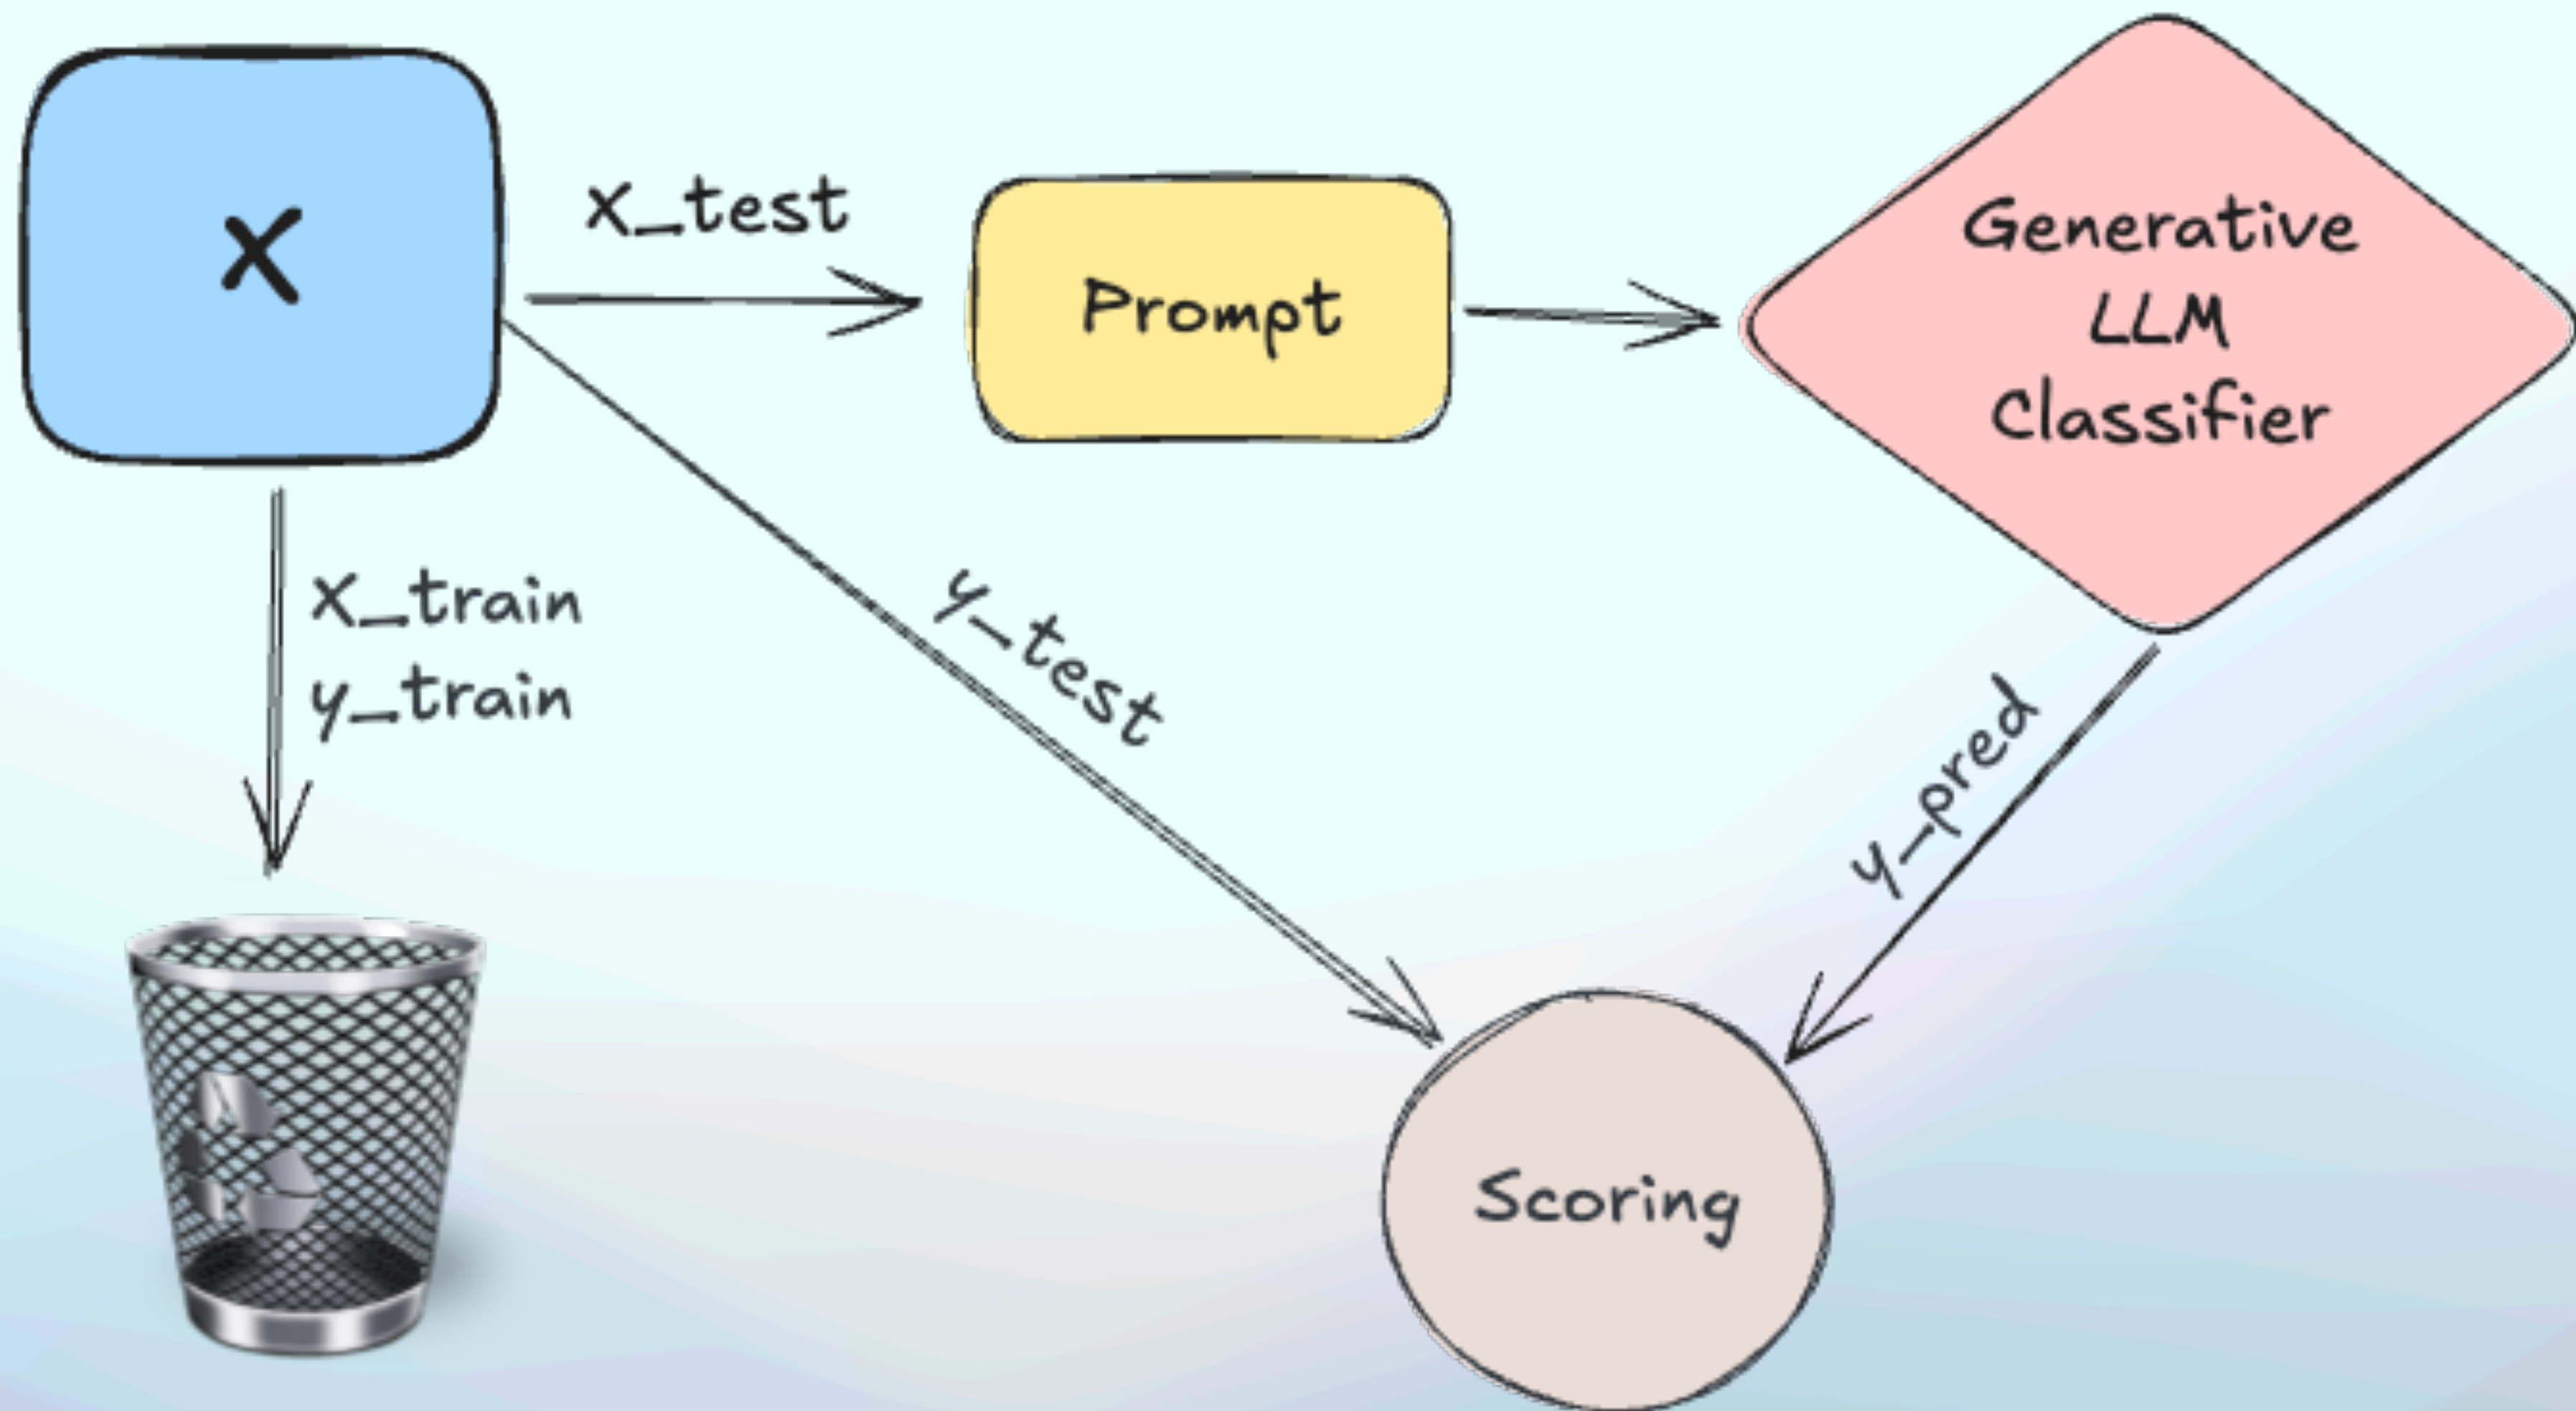 X
X_test
Prompt
Generative
LLM
Classifier
X_train
y_train
y_test
y_pred
Scoring